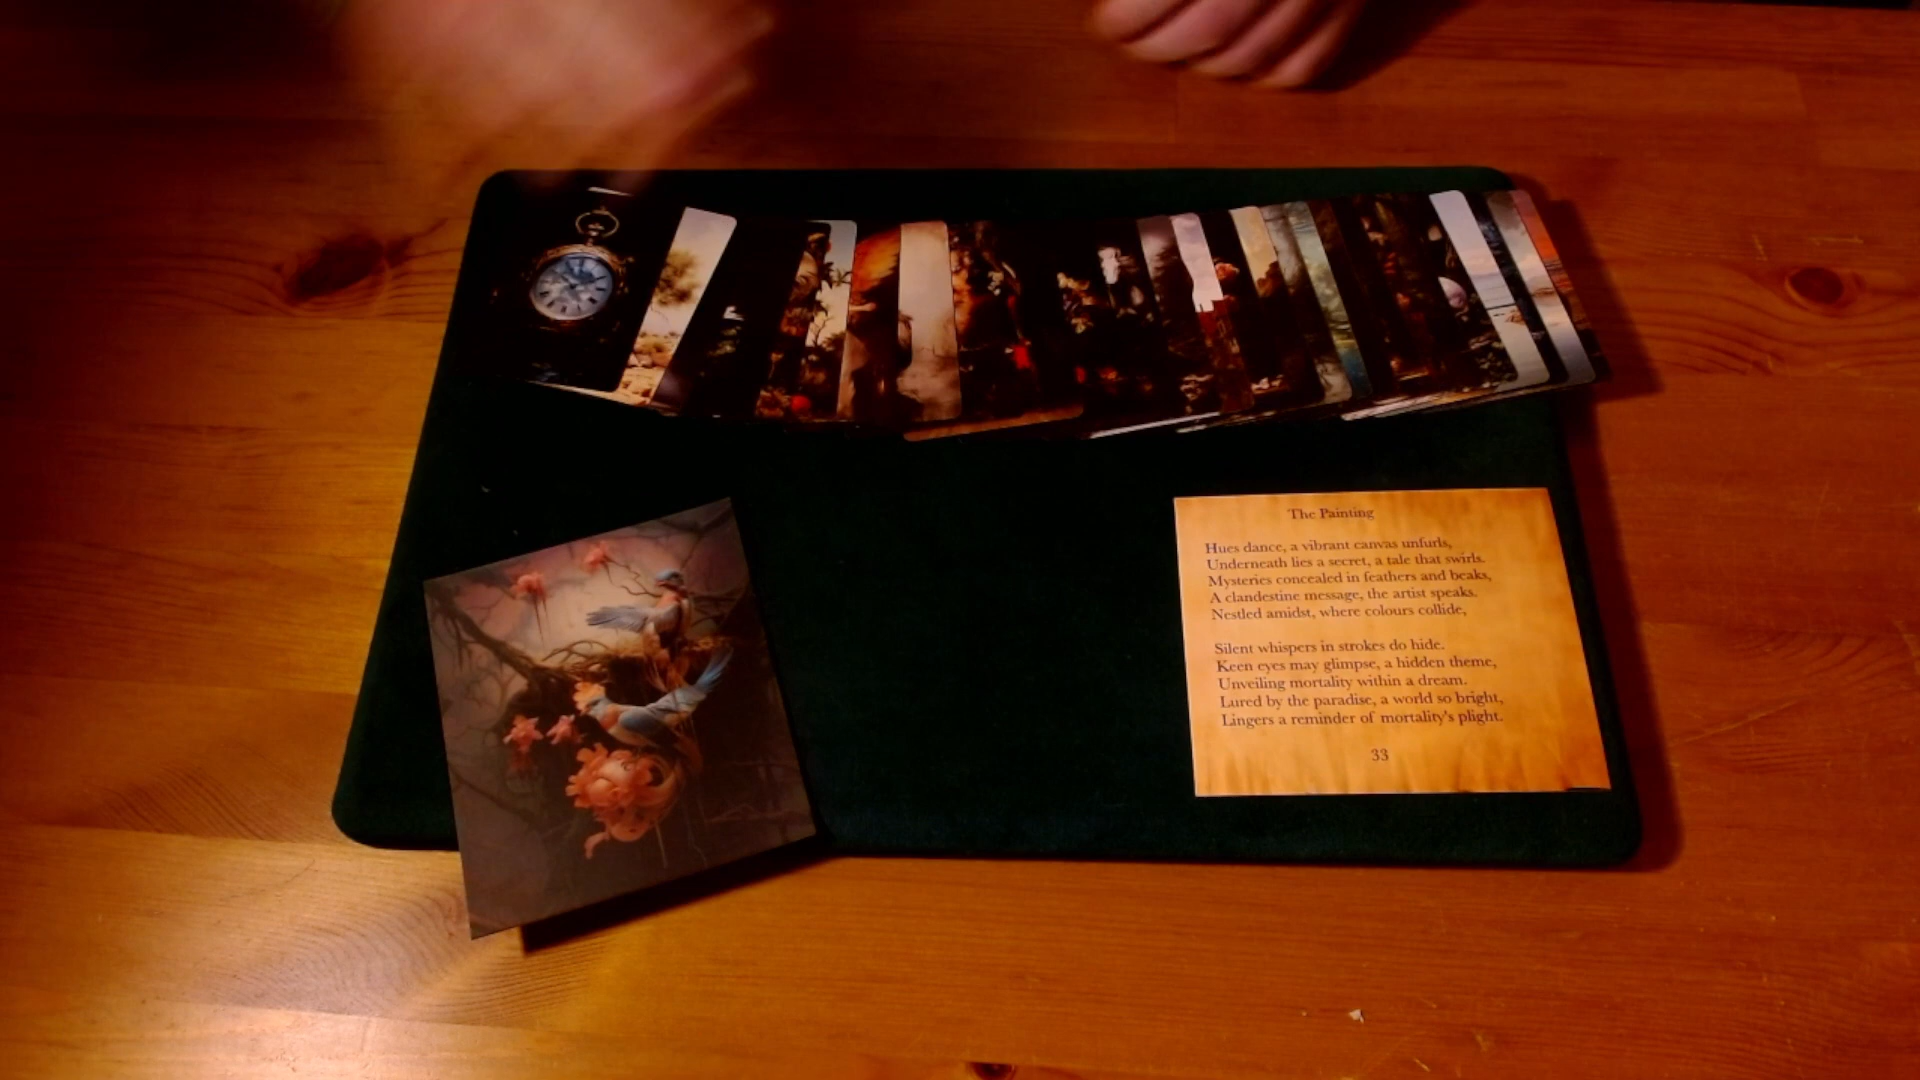 The Painting
Hues dance, a vibrant canvas unfurls,
Underneath lies a secret, a tale that swirls.
Mysteries concealed in feathers and beaks,
A clandestine message, the artist speaks.
Nestled amidst, where colours collide,
Silent whispers in strokes do hide.
Keen eyes may glimpse, a hidden theme,
Unveiling mortality within a dream.
Lured by the paradise, a world so bright,
Lingers a reminder of mortality's plight.
33